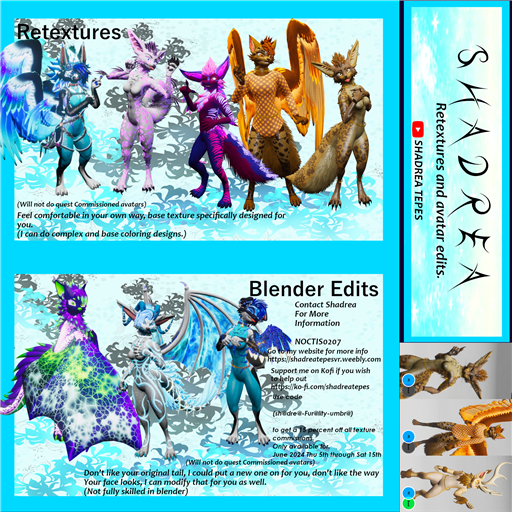 Retextures
(Will not do quest Commissioned avatars)
Feel comfortable in your own way, base texture specifically designed for
you.
(I can do complex and base coloring designs.)
Blender Edits
Contact Shadrea
For More
Information
NOCTIS0207
Go to my website for more info
https://shadreatepesvr.weebly.com
Support me on Kofi if you wish
to help out
https://ko-fi.com/shadreatepes
Use code
to get a 15 percent off all texture
commissions
Only available for
June 2024 Thu 5th through Sat 15th
(Will not do quest Commissioned avatars)
Don't like your original tail, I could put a new one on for you, don't like the way
Your face looks, I can modify that for you as well.
(Not fully skilled in blender)
SHADREA
Retextures and avatar edits.
SHADREA TEPES